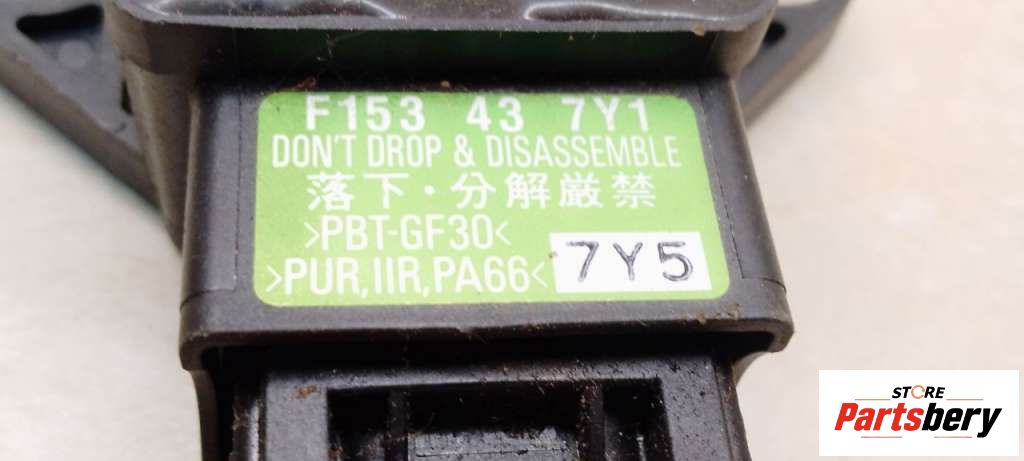 F153 43 7Y1
DON'T DROP & DISASSEMBLE
落下・分解厳禁
>PBT-GF30<
>PUR,IIR,PA66< 7Y5
STORE
Partsbery